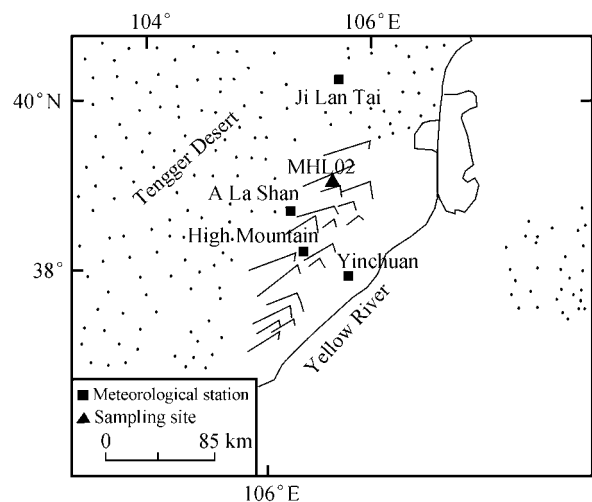 104°
106°E
40°N
Ji Lan Tai
Tengger Desert
MHL02
A La Shan
High Mountain
Yinchuan
38°
Yellow River
Meteorological station
Sampling site
0 85 km
106°E